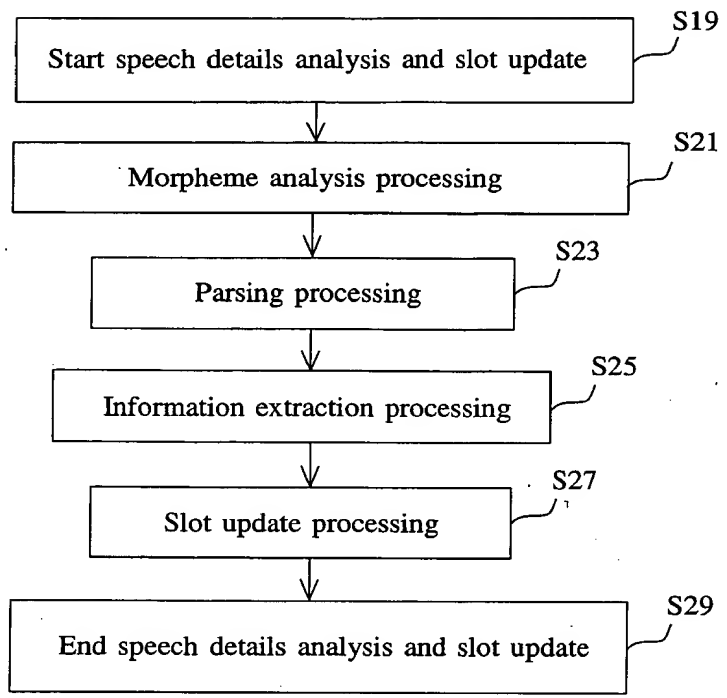 S19
Start speech details analysis and slot update
S21
Morpheme analysis processing
S23
Parsing processing
S25
Information extraction processing
S27
Slot update processing
S29
End speech details analysis and slot update